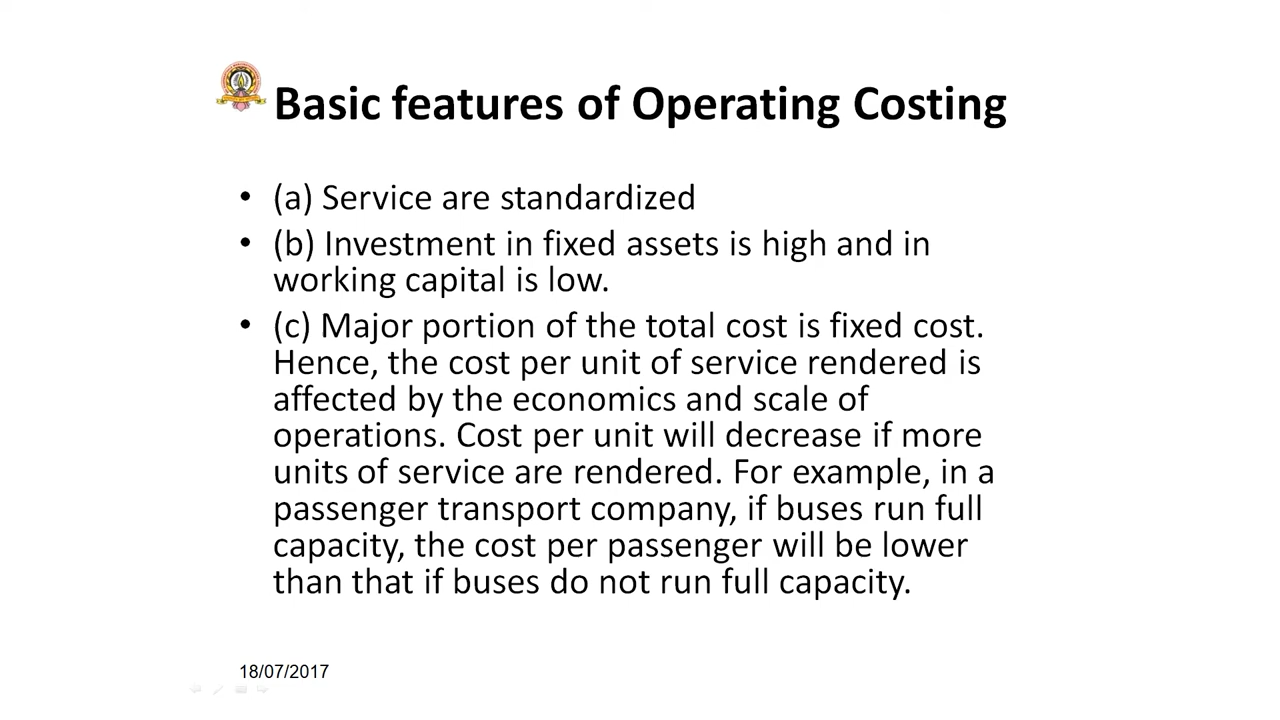 Basic features of Operating Costing
• (a) Service are standardized
• (b) Investment in fixed assets is high and in
working capital is low.
• (c) Major portion of the total cost is fixed cost.
Hence, the cost per unit of service rendered is
affected by the economics and scale of
operations. Cost per unit will decrease if more
units of service are rendered. For example, in a
passenger transport company, if buses run full
capacity, the cost per passenger will be lower
than that if buses do not run full capacity.
18/07/2017